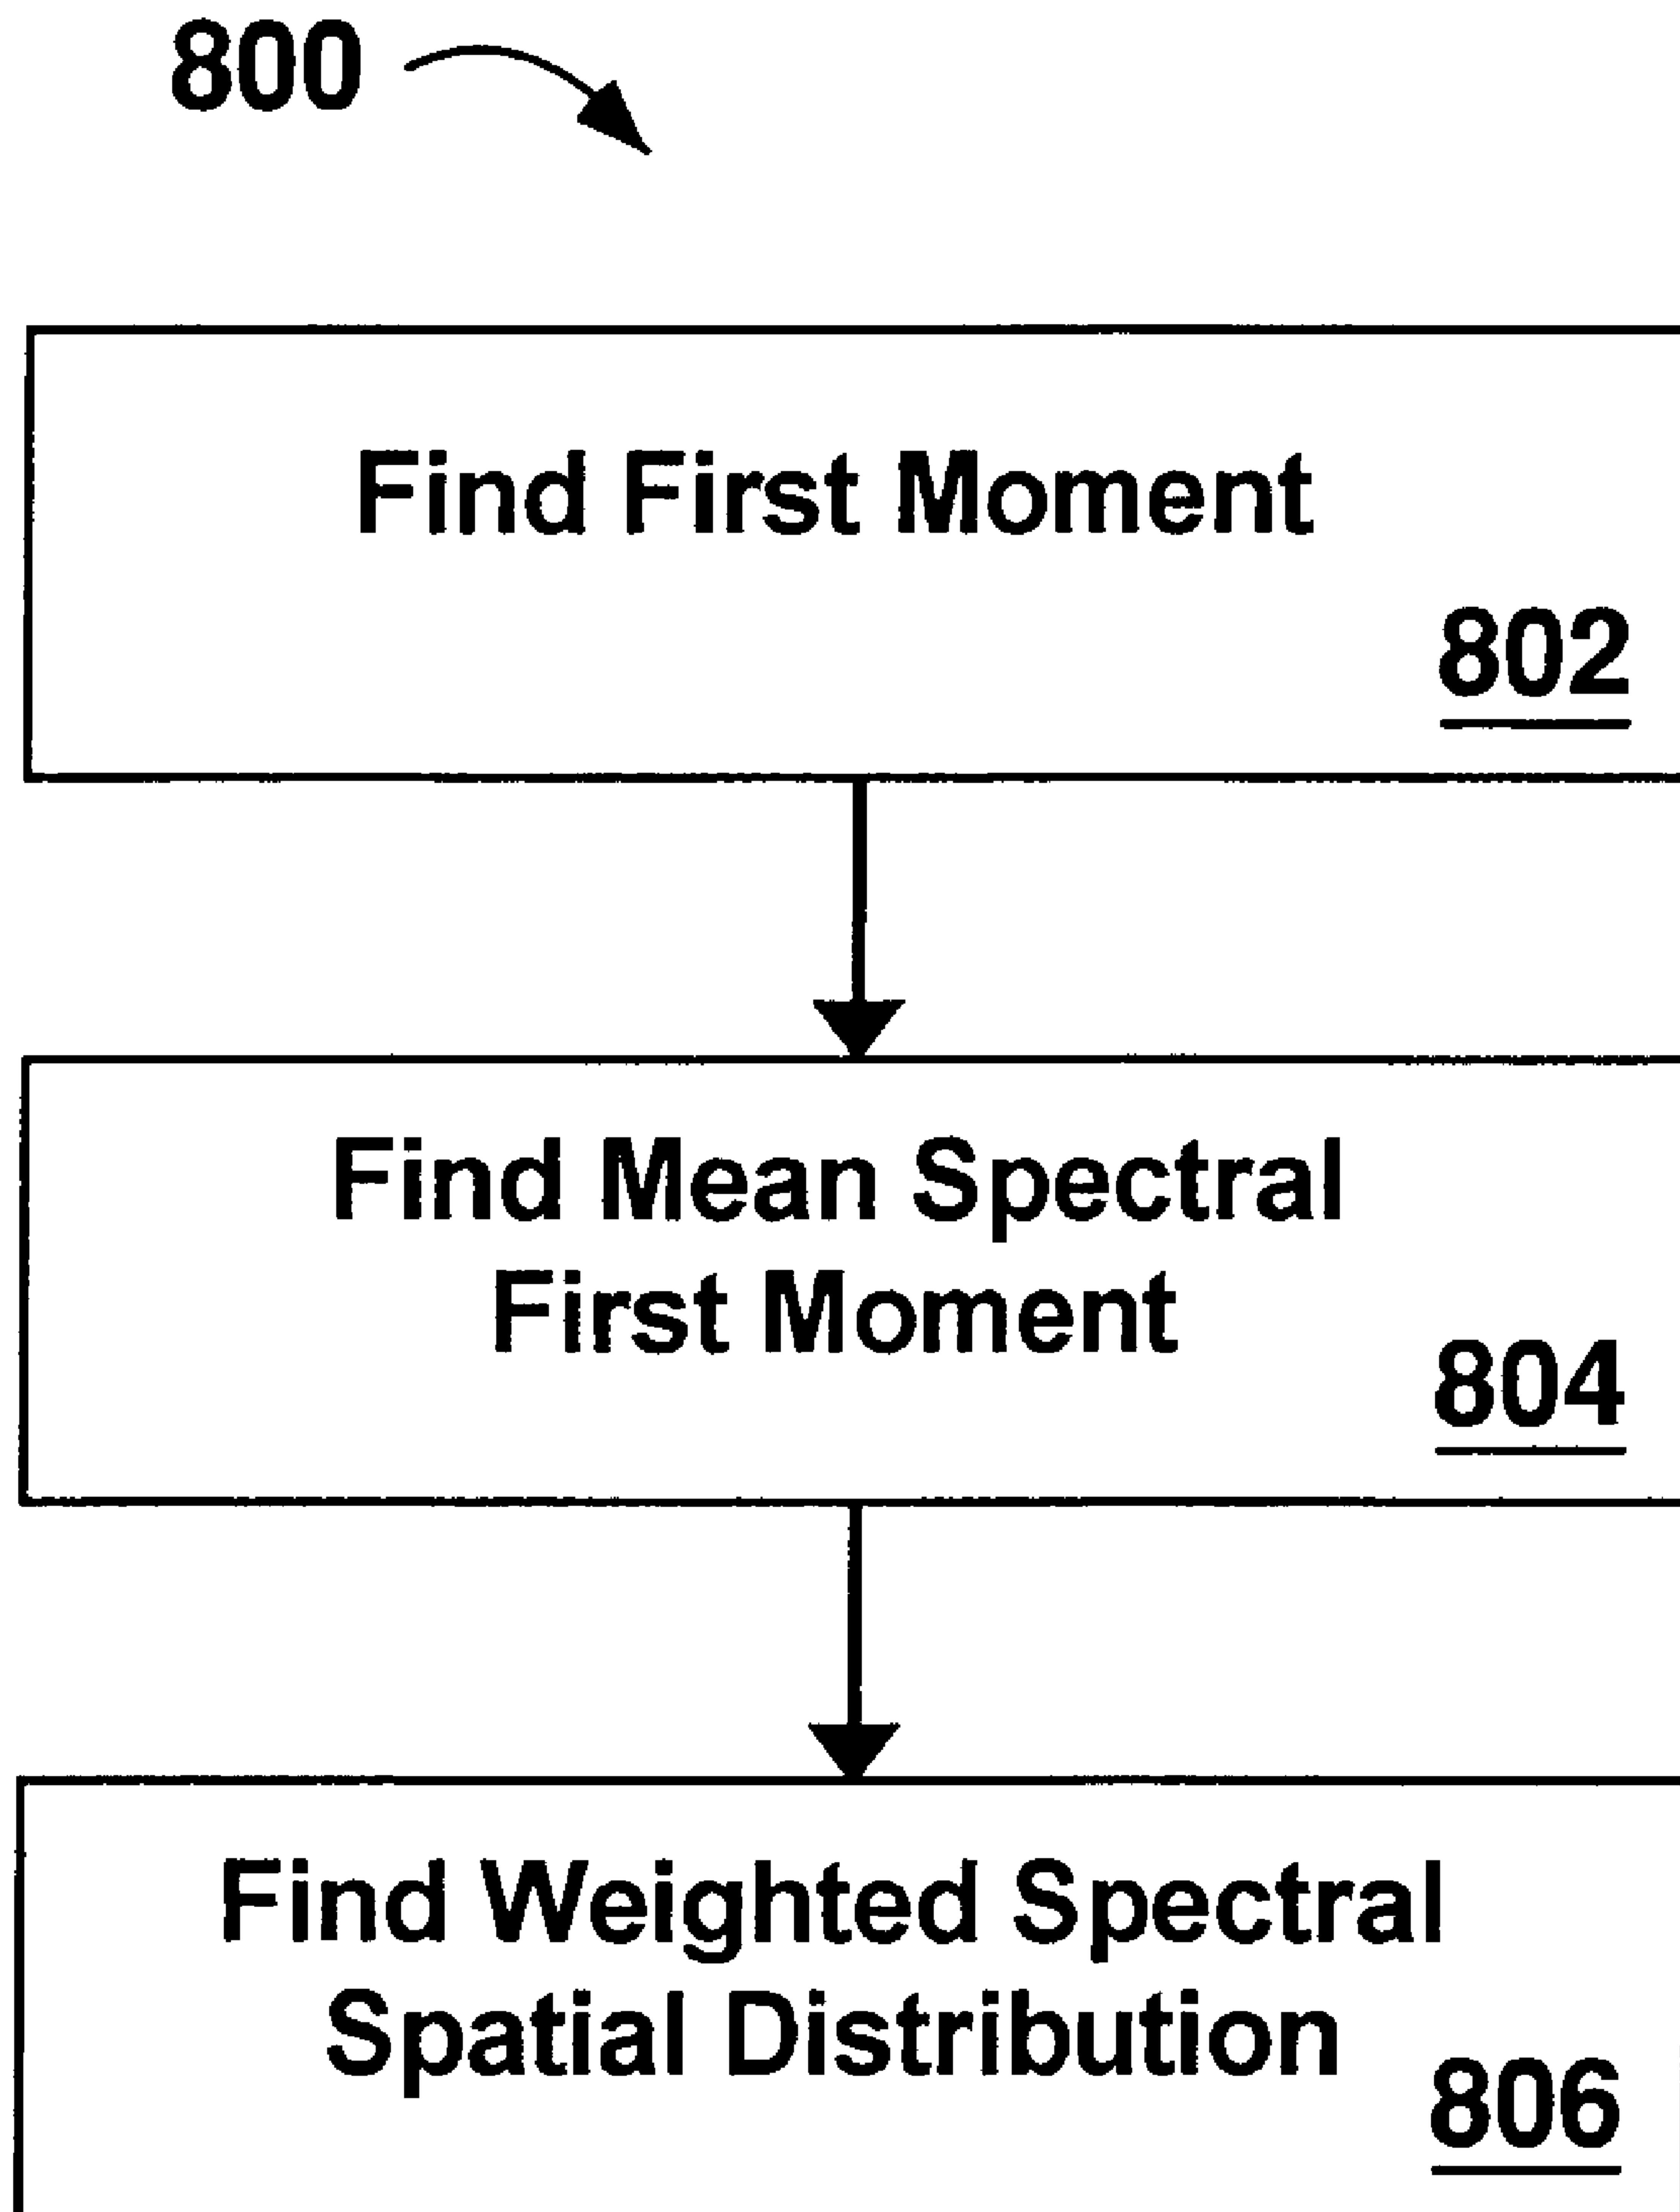 800
Find First Moment
802
Find Mean Spectral
First Moment
804
Find Weighted Spectral
Spatial Distribution
806